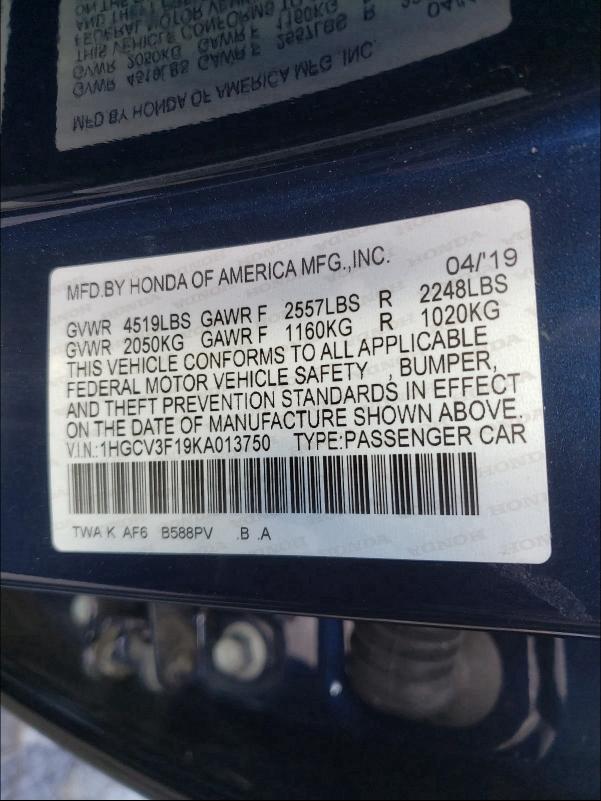 MFD.BY HONDA OF AMERICA MFG.,INC. 04/'19
GVWR 4519LBS GAWR F 2557LBS R 2248LBS
GVWR 2050KG GAWR F 1160KG R 1020KG
THIS VEHICLE CONFORMS TO ALL APPLICABLE
FEDERAL MOTOR VEHICLE SAFETY , BUMPER,
AND THEFT PREVENTION STANDARDS IN EFFECT
ON THE DATE OF MANUFACTURE SHOWN ABOVE.
V.I.N.:1HGCV3F19KA013750 TYPE:PASSENGER CAR
TWA K AF6 B588PV .B .A